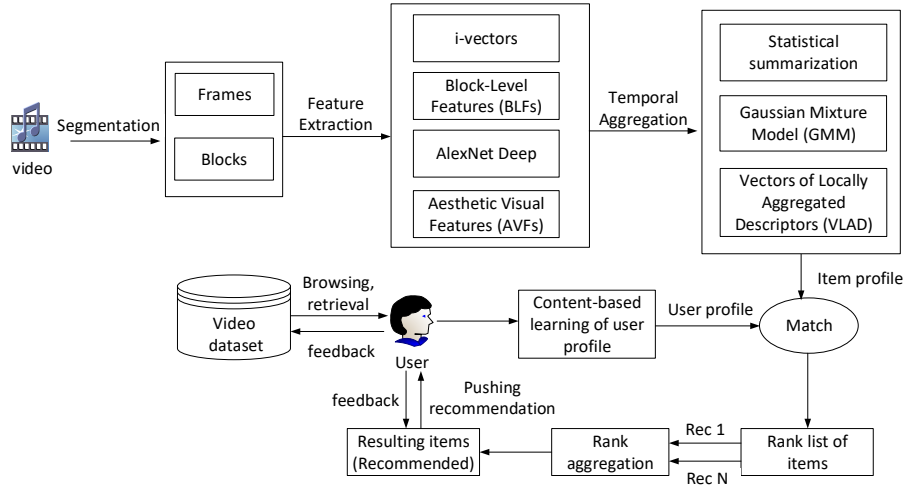 video
Segmentation
Frames
Blocks
Feature
Extraction
i-vectors
Block-Level
Features (BLFs)
AlexNet Deep
Aesthetic Visual
Features (AVFs)
Temporal
Aggregation
Statistical
summarization
Gaussian Mixture
Model (GMM)
Vectors of Locally
Aggregated
Descriptors (VLAD)
Item profile
Video
dataset
Browsing,
retrieval
feedback
User
Content-based
learning of user
profile
User profile
Match
feedback
Pushing
recommendation
Resulting items
(Recommended)
Rank
aggregation
Rec 1
Rec N
Rank list of
items